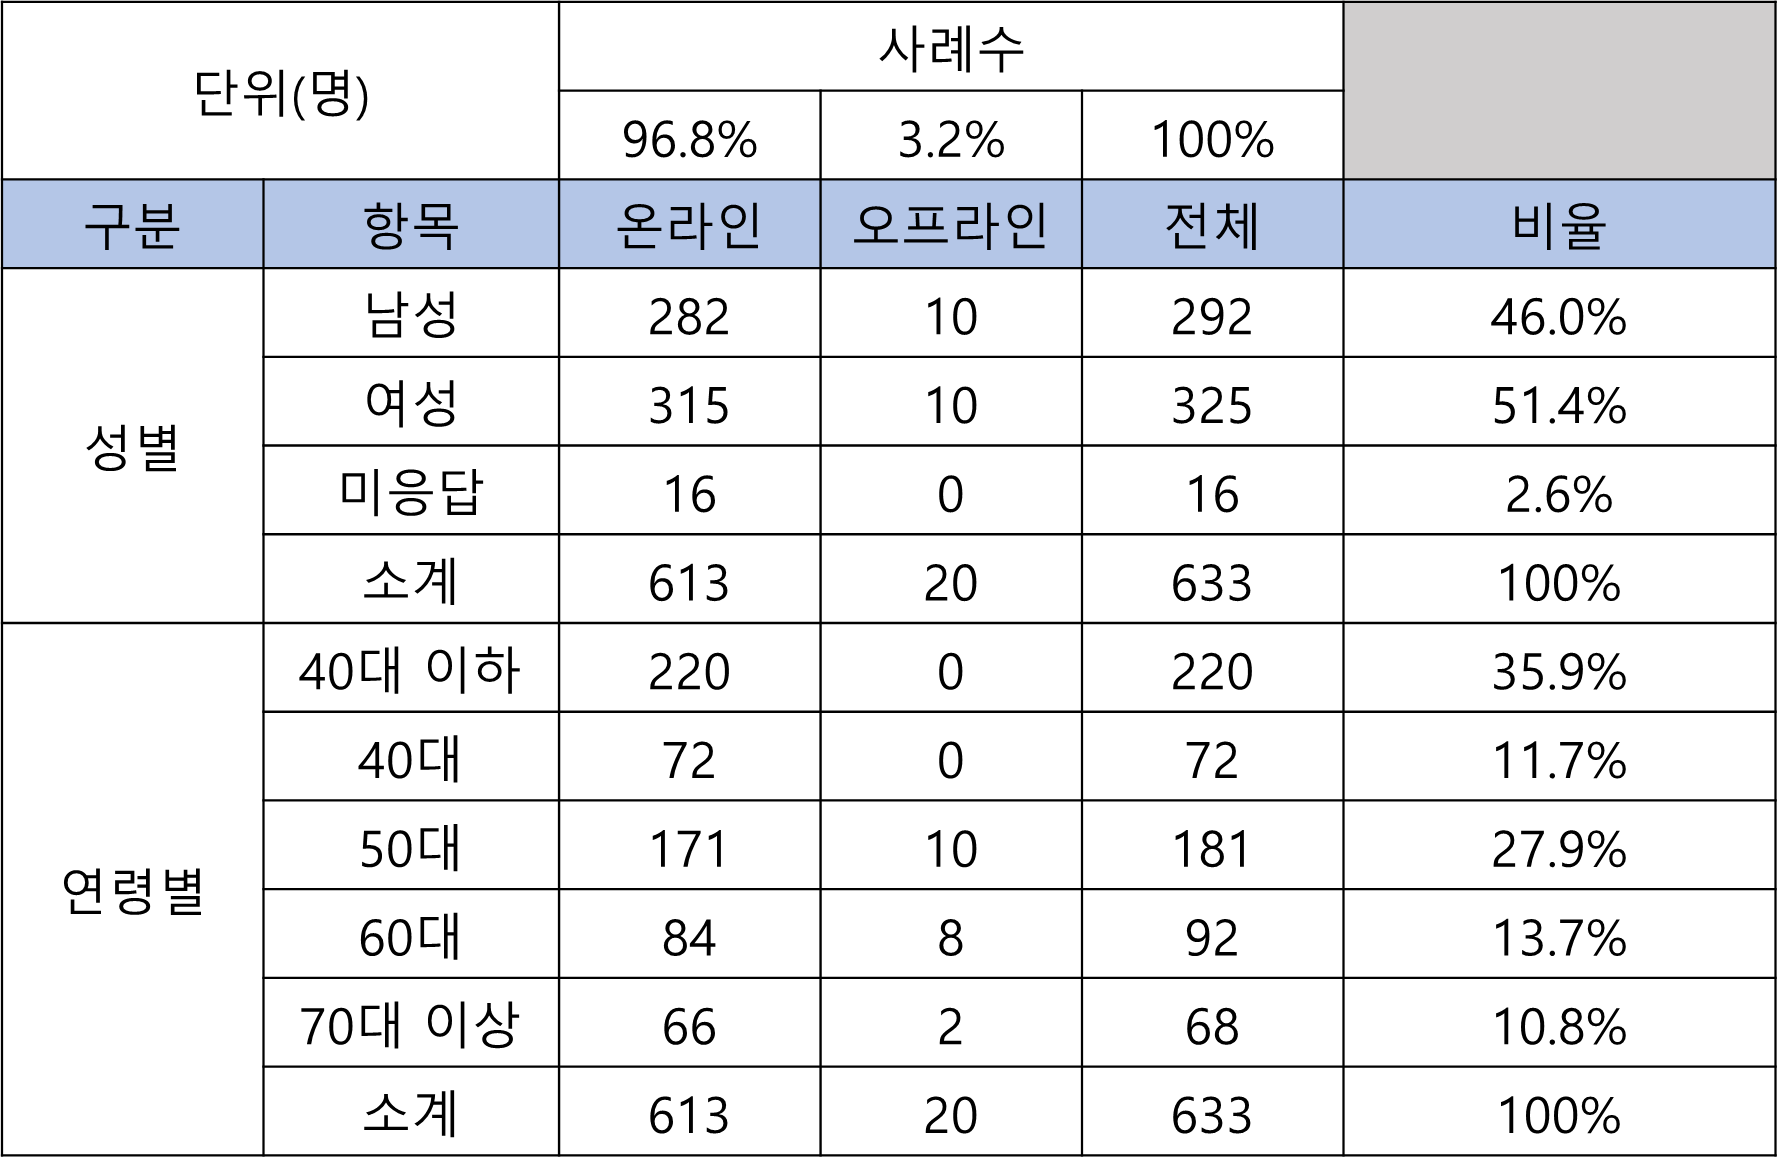 단위(명) 사례수
96.8% 3.2% 100%
구분 항목 온라인 오프라인 전체 비율
성별 남성 282 10 292 46.0%
여성 315 10 325 51.4%
미응답 16 0 16 2.6%
소계 613 20 633 100%
연령별 40대 이하 220 0 220 35.9%
40대 72 0 72 11.7%
50대 171 10 181 27.9%
60대 84 8 92 13.7%
70대 이상 66 2 68 10.8%
소계 613 20 633 100%